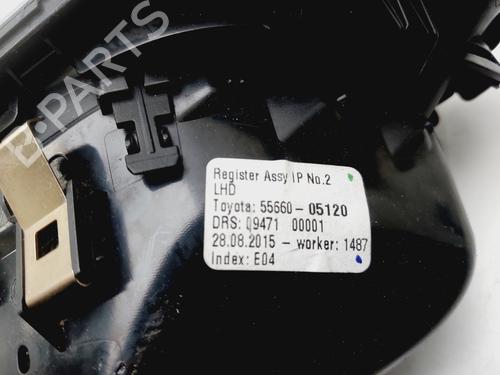 B-PARTS
Register Assy IP No.2
LHD
Toyota: 55660-05120
DRS: 09471 00001
28.08.2015 - worker: 1487
Index: E04